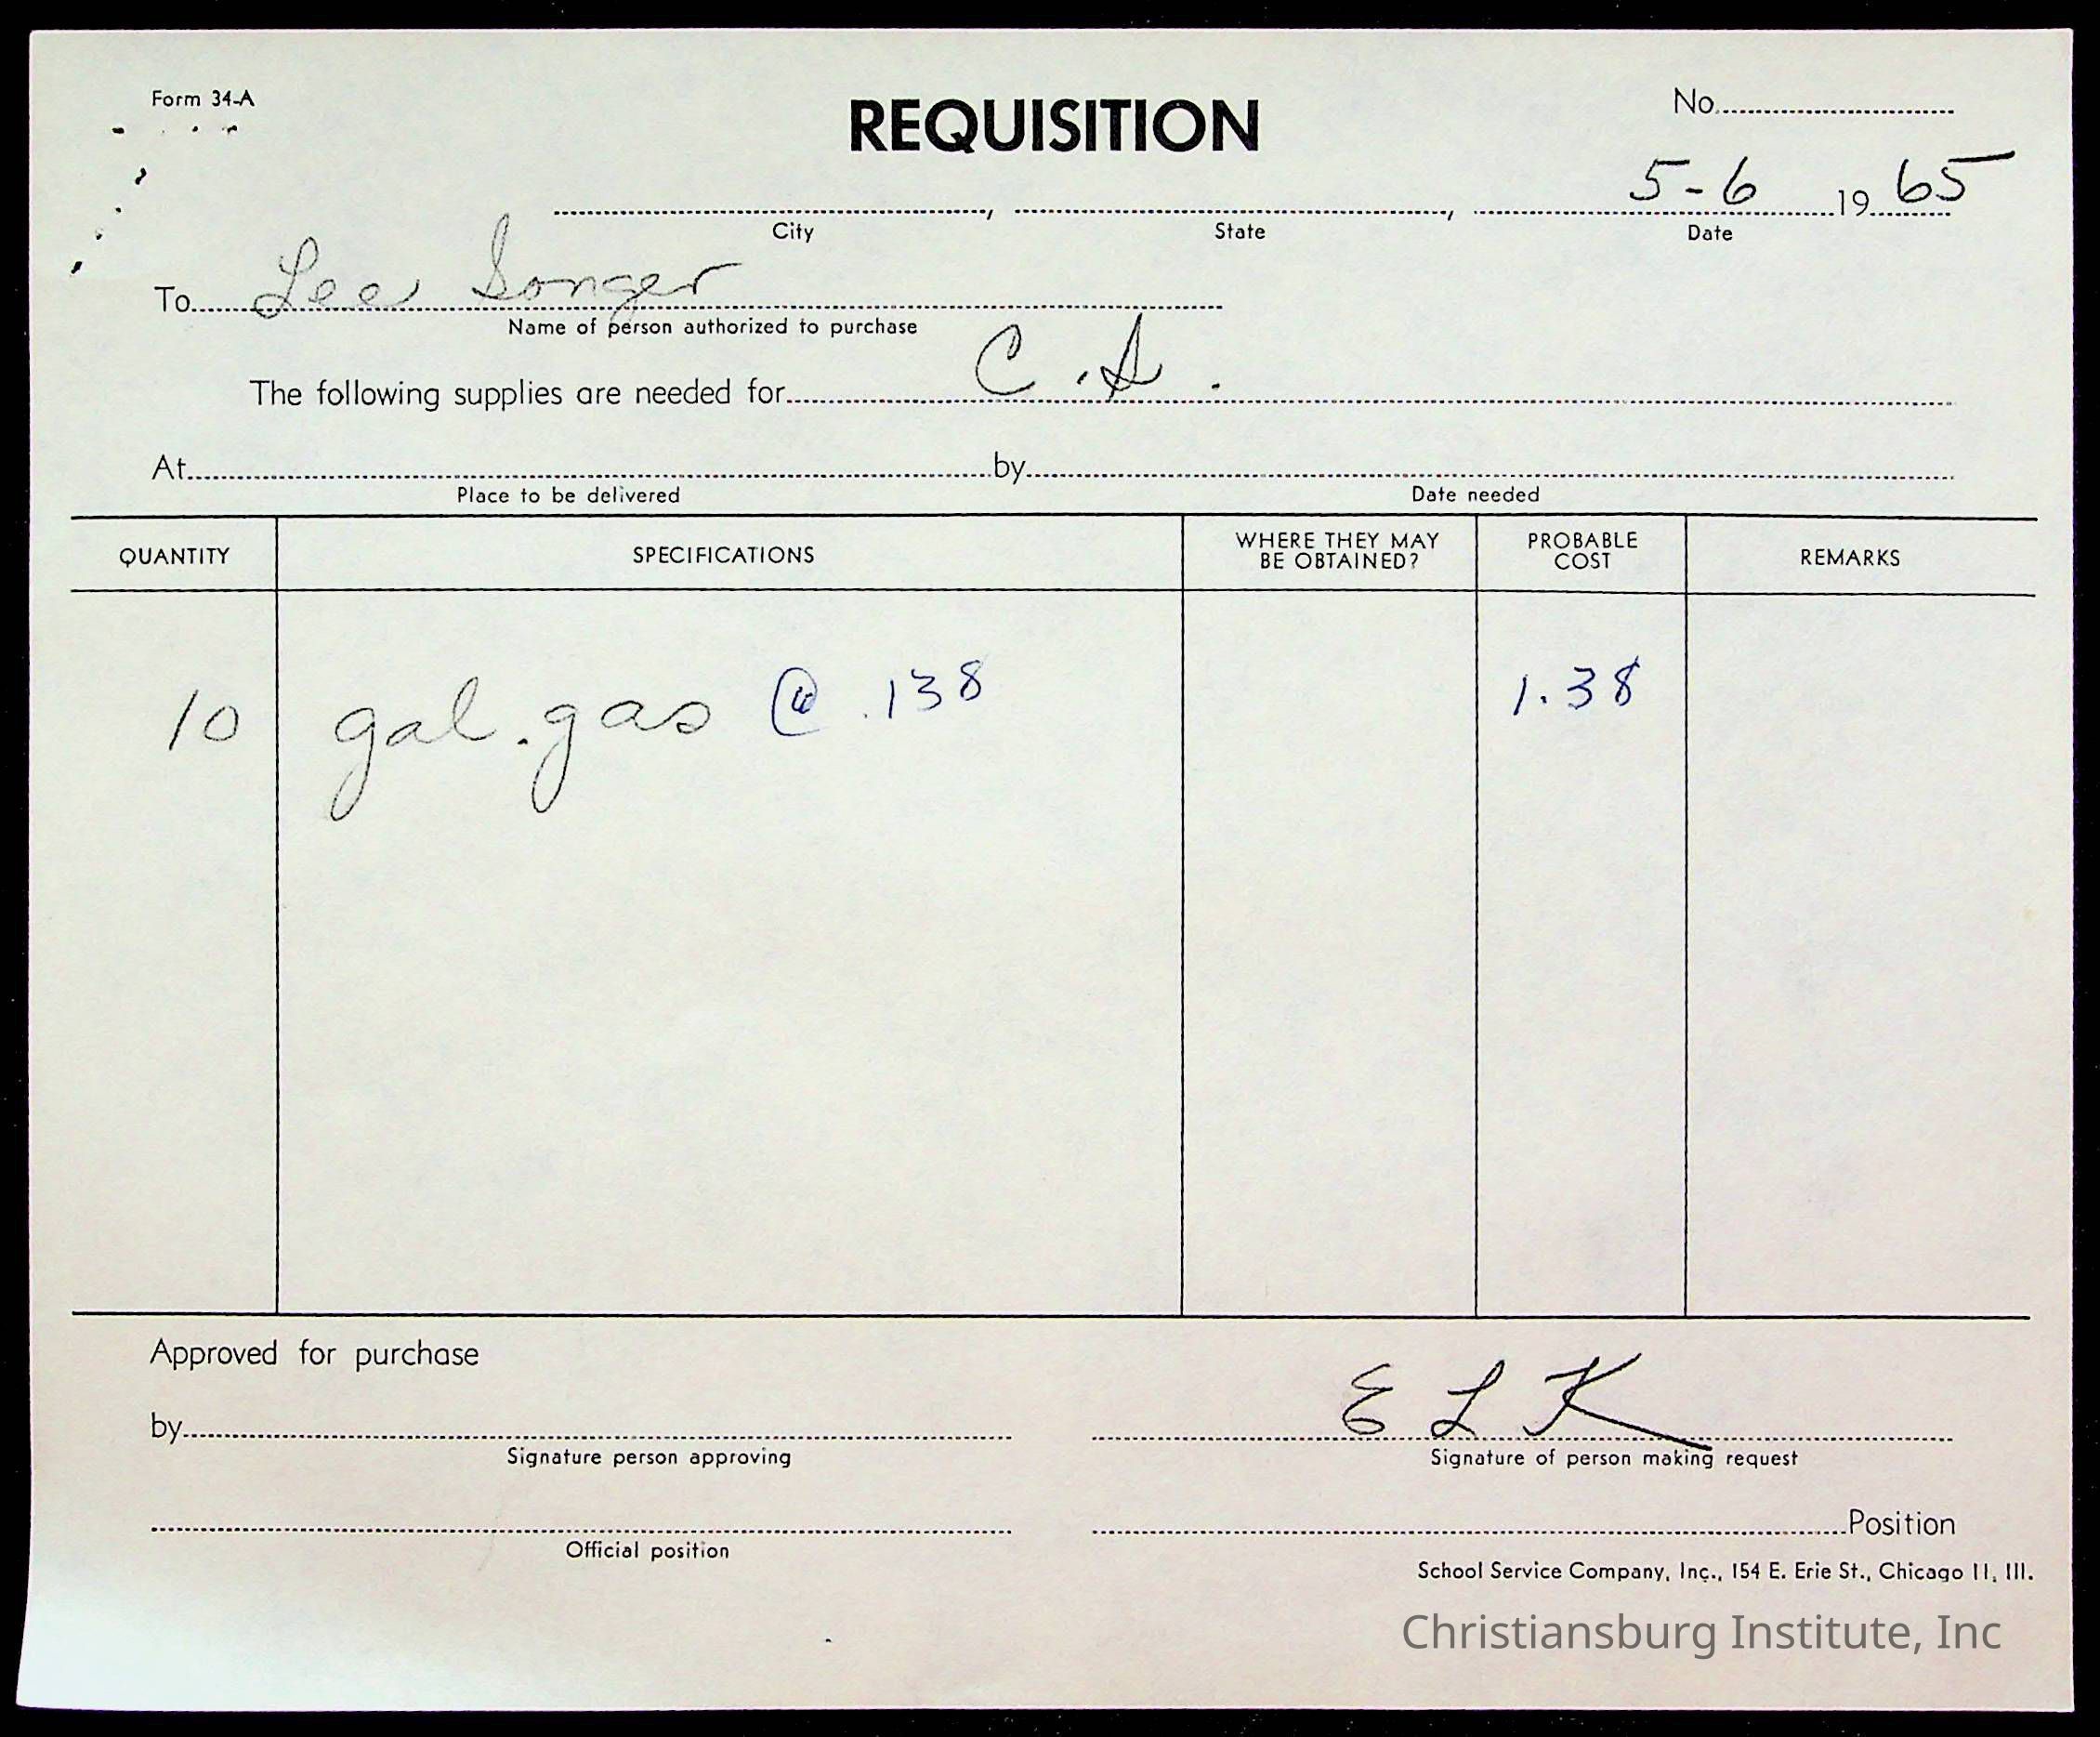 Form 34-A
REQUISITION
No.
5-6 19 65
City, State, Date
To Lee Songer
Name of person authorized to purchase
The following supplies are needed for C.S.
At by
Place to be delivered Date needed
QUANTITY SPECIFICATIONS WHERE THEY MAY BE OBTAINED? PROBABLE COST REMARKS
10 gal. gas @ .138 1.38
Approved for purchase
by E L K
Signature person approving Signature of person making request
Position
Official position
School Service Company, Inc., 154 E. Erie St., Chicago 11, Ill.
Christiansburg Institute, Inc